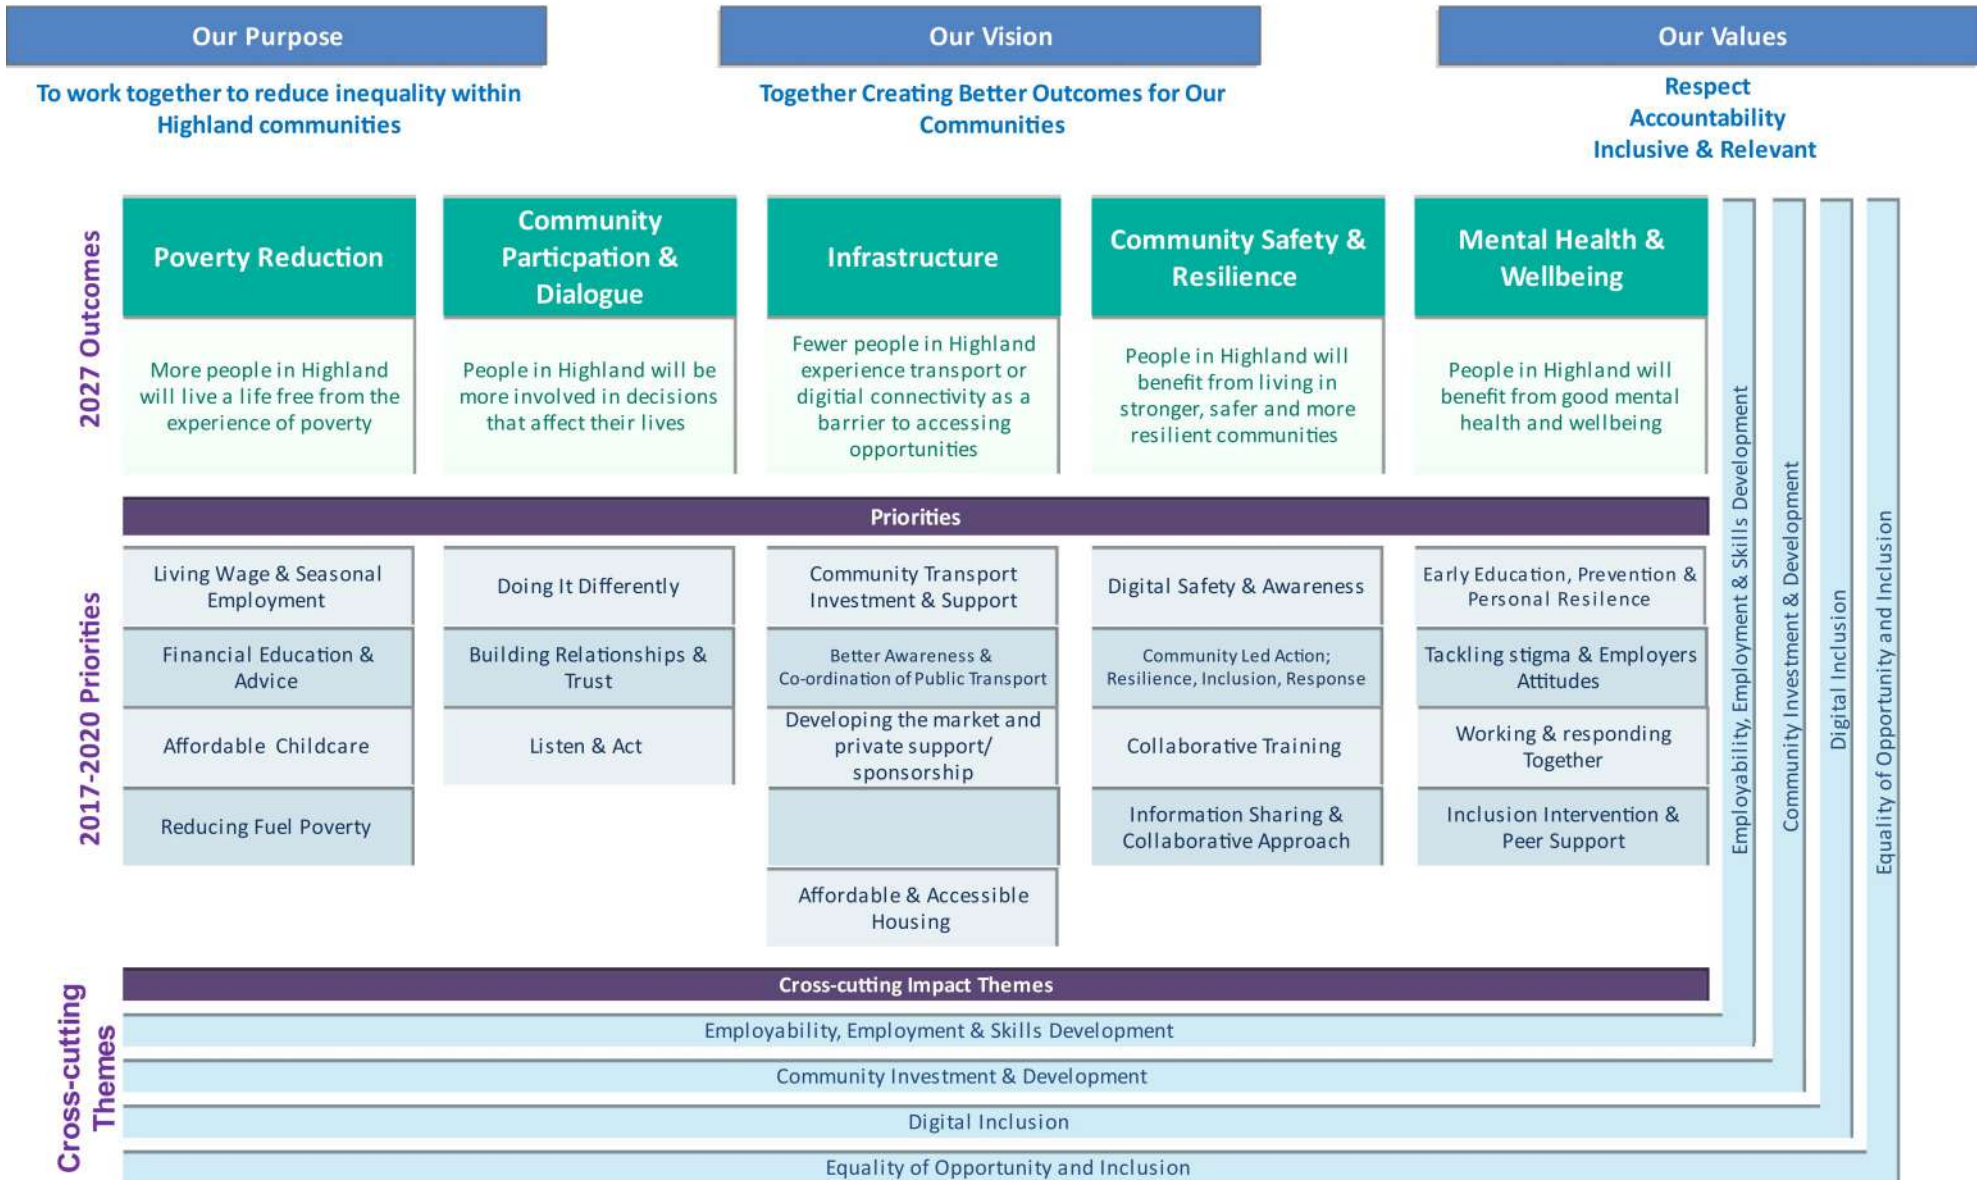 Our Purpose
To work together to reduce inequality within
Highland communities
Our Vision
Together Creating Better Outcomes for Our
Communities
Our Values
Respect
Accountability
Inclusive & Relevant
2027 Outcomes
Poverty Reduction
More people in Highland
will live a life free from the
experience of poverty
Community
Particpation &
Dialogue
People in Highland will be
more involved in decisions
that affect their lives
Infrastructure
Fewer people in Highland
experience transport or
digitial connectivity as a
barrier to accessing
opportunities
Community Safety &
Resilience
People in Highland will
benefit from living in
stronger, safer and more
resilient communities
Mental Health &
Wellbeing
People in Highland will
benefit from good mental
health and wellbeing
2017-2020 Priorities
Priorities
Living Wage & Seasonal
Employment
Financial Education &
Advice
Affordable Childcare
Reducing Fuel Poverty
Doing It Differently
Building Relationships &
Trust
Listen & Act
Community Transport
Investment & Support
Better Awareness &
Co-ordination of Public Transport
Developing the market and
private support/
sponsorship
Affordable & Accessible
Housing
Digital Safety & Awareness
Community Led Action;
Resilience, Inclusion, Response
Collaborative Training
Information Sharing &
Collaborative Approach
Early Education, Prevention &
Personal Resilence
Tackling stigma & Employers
Attitudes
Working & responding
Together
Inclusion Intervention &
Peer Support
Employability, Employment & Skills Development
Community Investment & Development
Digital Inclusion
Equality of Opportunity and Inclusion
Cross-cutting
Themes
Cross-cutting Impact Themes
Employability, Employment & Skills Development
Community Investment & Development
Digital Inclusion
Equality of Opportunity and Inclusion